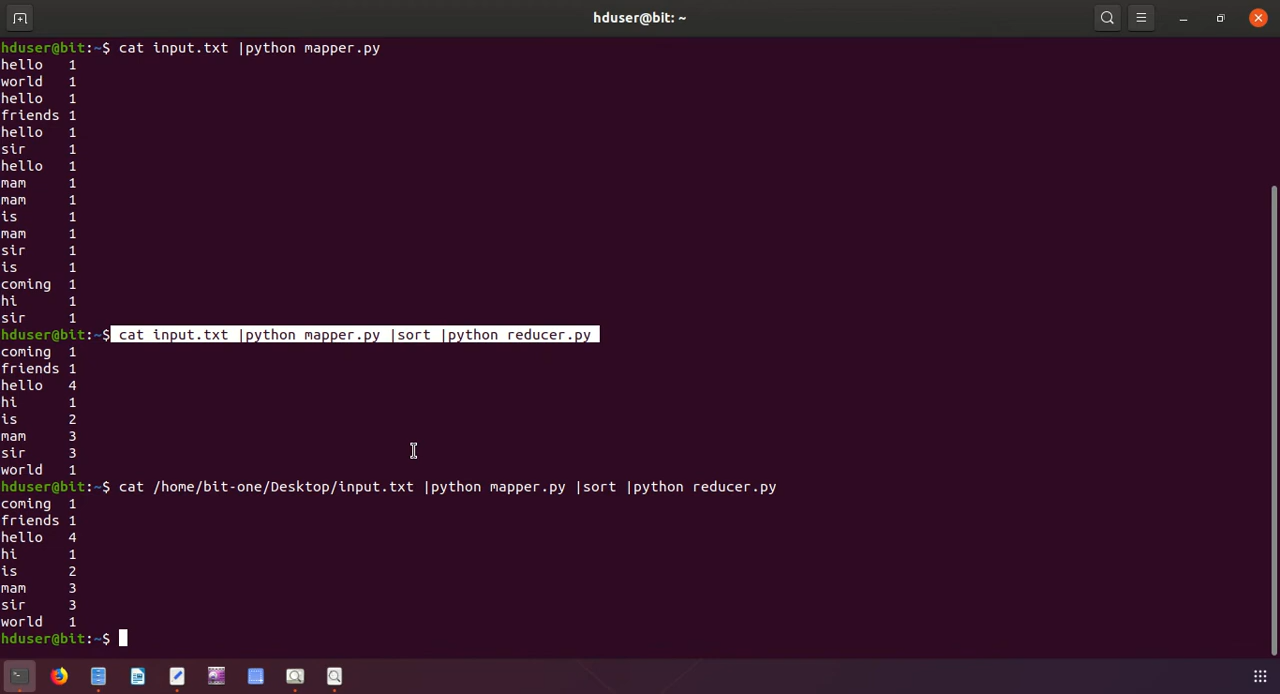 hduser@bit: ~
hduser@bit:~$ cat input.txt |python mapper.py
hello 1
world 1
hello 1
friends 1
hello 1
sir 1
hello 1
mam 1
mam 1
is 1
mam 1
sir 1
is 1
coming 1
hi 1
sir 1
hduser@bit:~$ cat input.txt |python mapper.py |sort |python reducer.py
coming 1
friends 1
hello 4
hi 1
is 2
mam 3
sir 3
world 1
hduser@bit:~$ cat /home/bit-one/Desktop/input.txt |python mapper.py |sort |python reducer.py
coming 1
friends 1
hello 4
hi 1
is 2
mam 3
sir 3
world 1
hduser@bit:~$